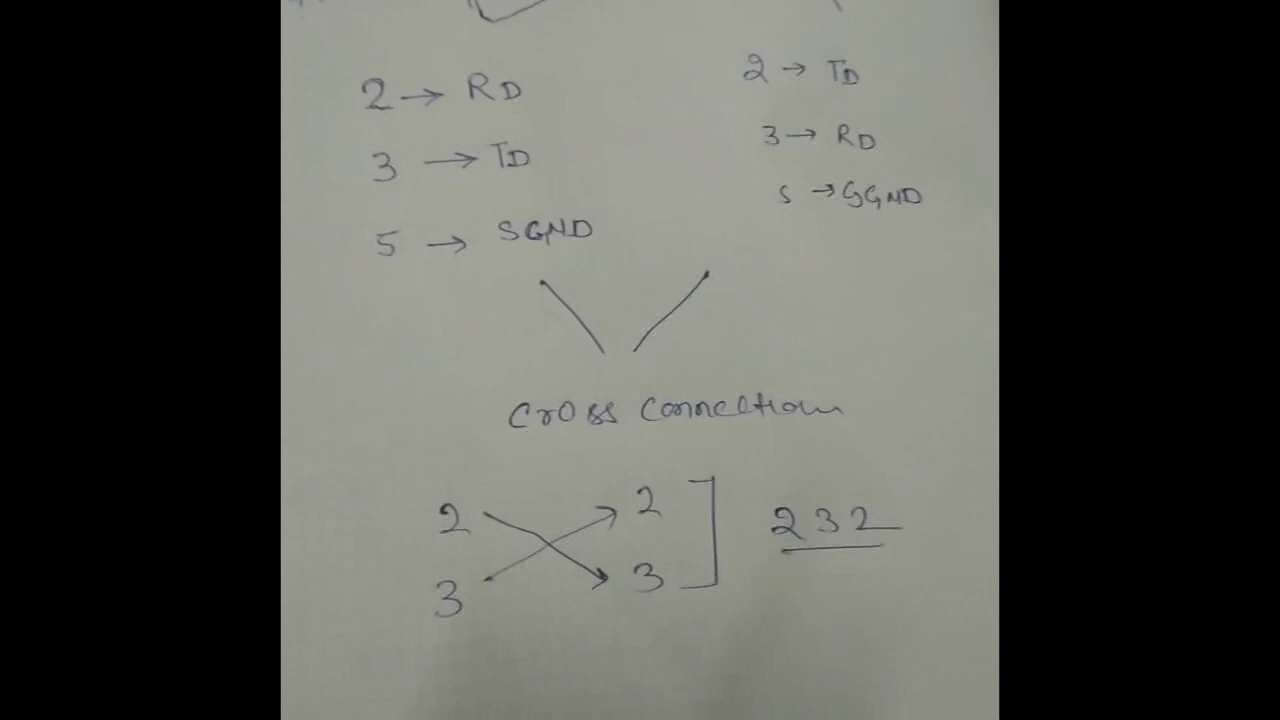 2 → RD
3 → TD
5 → SGND
2 → TD
3 → RD
5 → SGND
Cross Connection
2 2
3 3
232